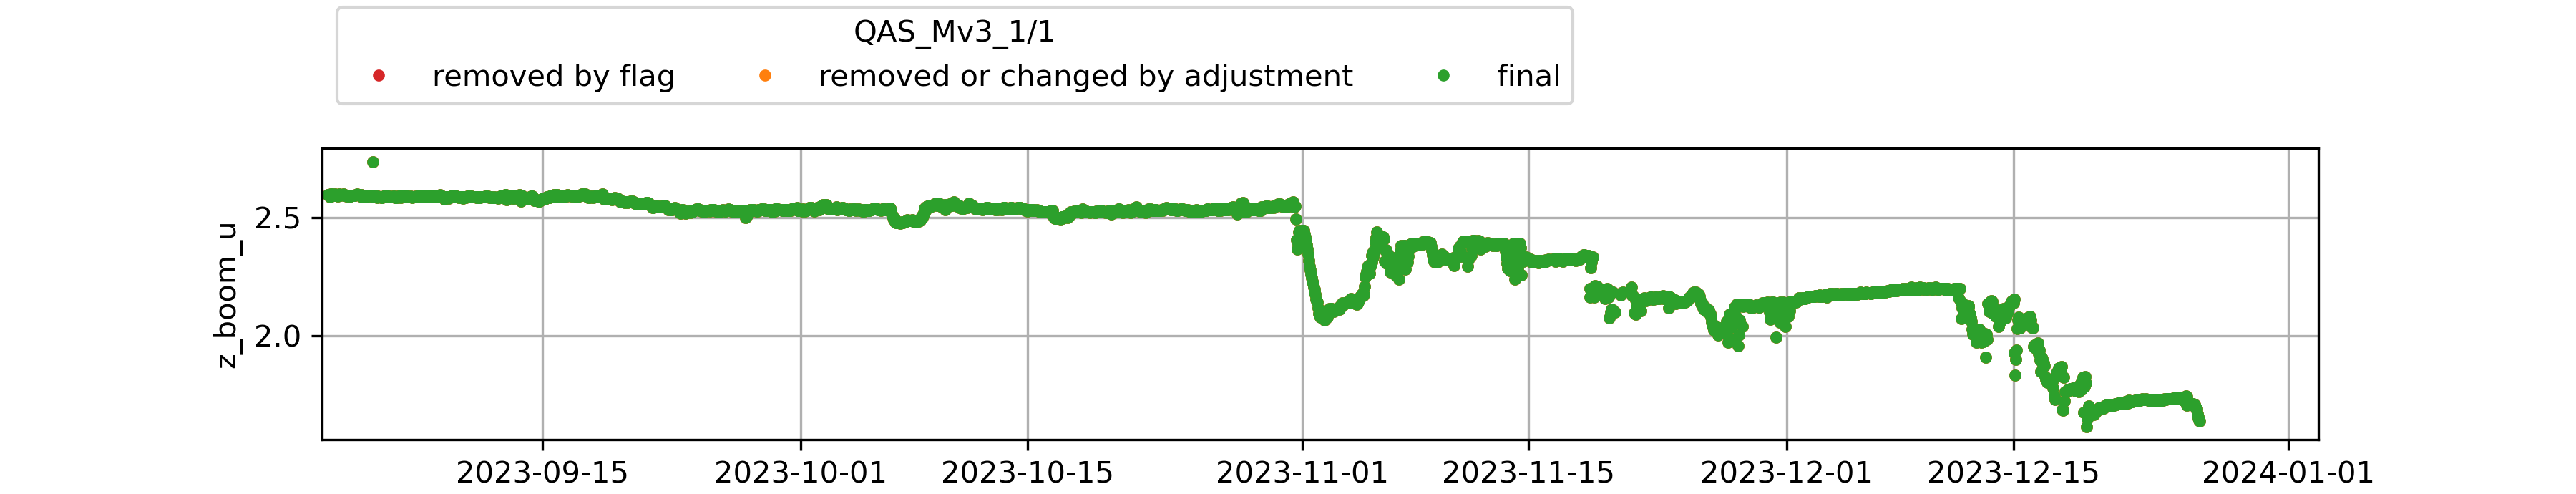 QAS_Mv3_1/1
removed by flag removed or changed by adjustment final
z_boom_u
2.5
2.0
2023-09-15 2023-10-01 2023-10-15 2023-11-01 2023-11-15 2023-12-01 2023-12-15 2024-01-01